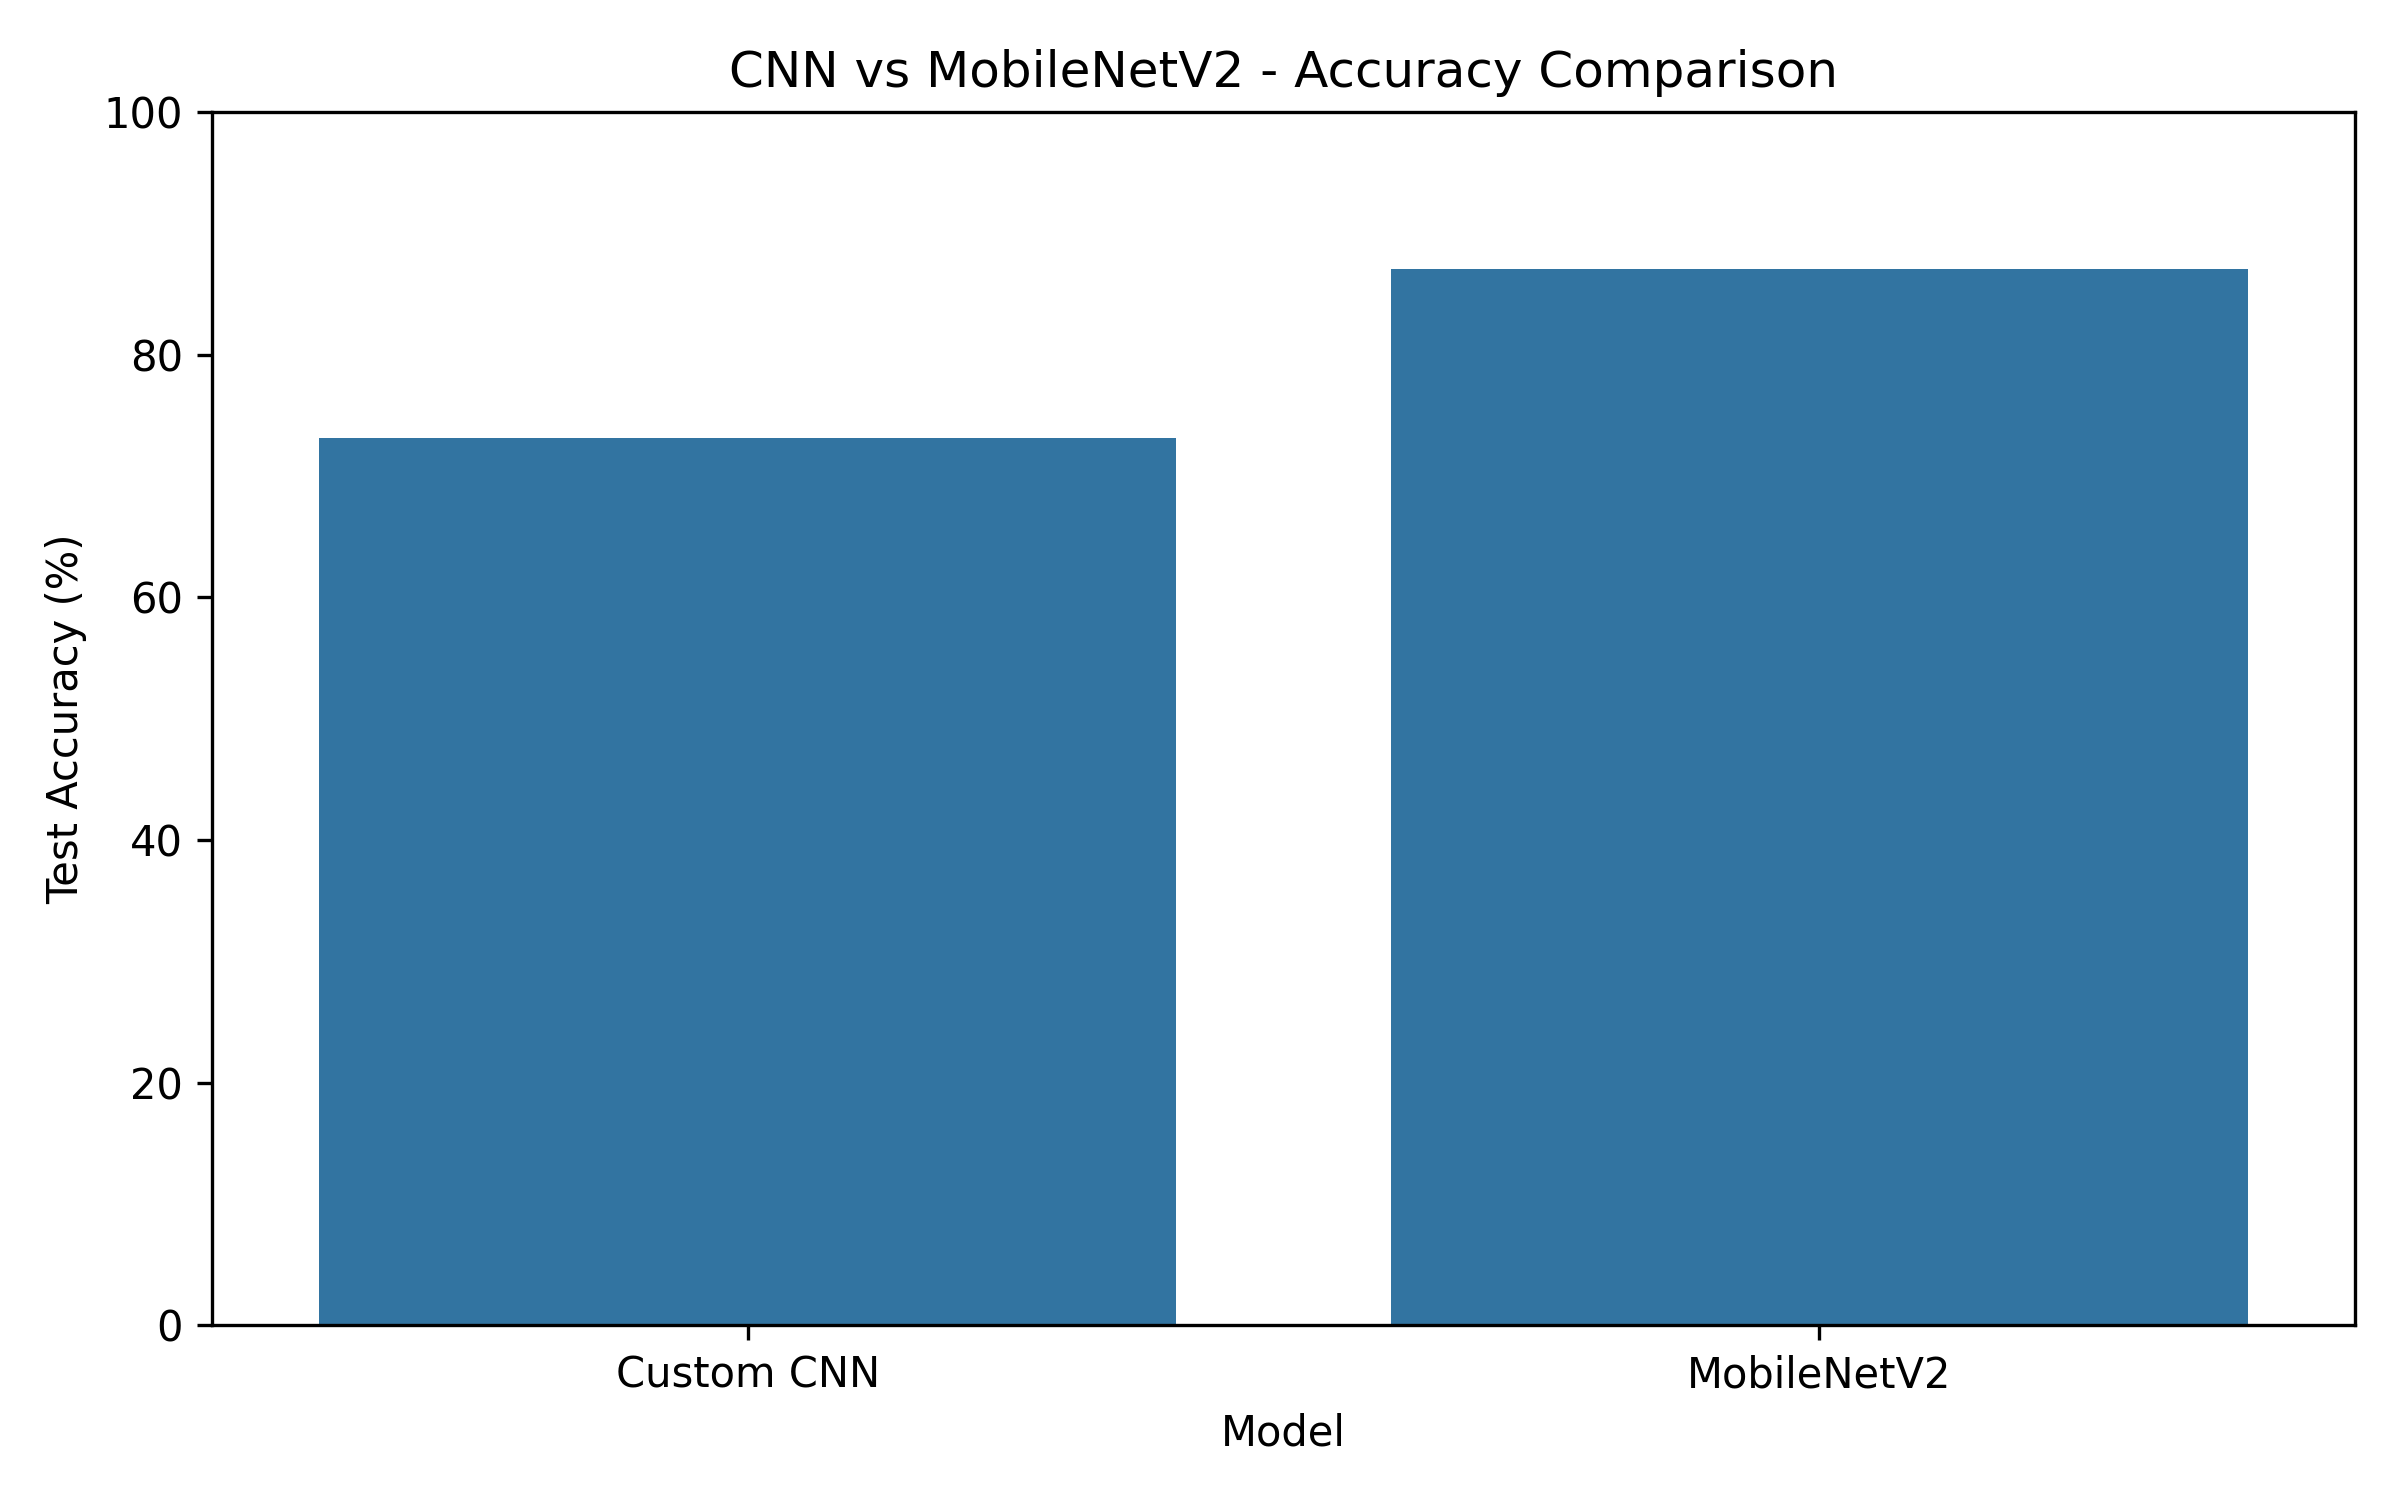 CNN vs MobileNetV2 - Accuracy Comparison
100
80
60
40
20
0
Test Accuracy (%)
Custom CNN
MobileNetV2
Model